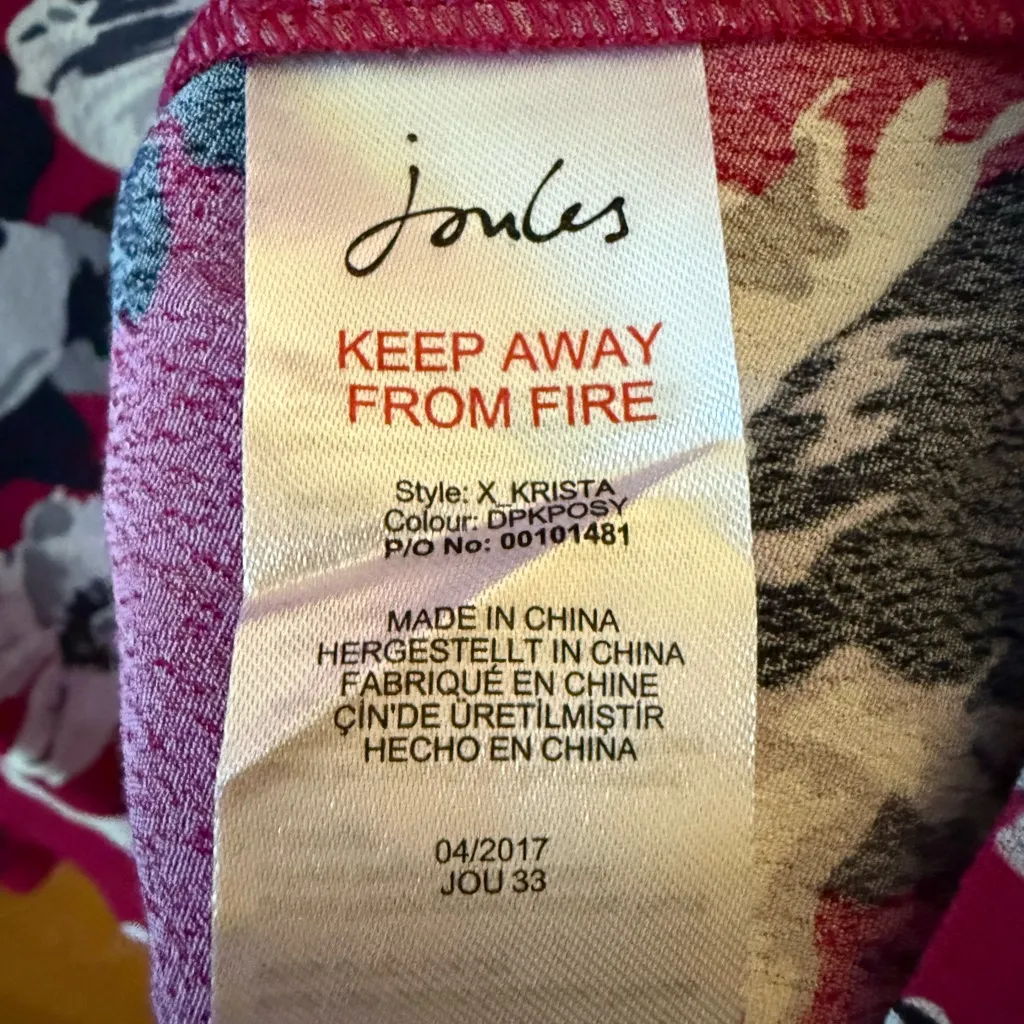 joules
KEEP AWAY
FROM FIRE
Style: X_KRISTA
Colour: DPKPOSY
P/O No: 00101481
MADE IN CHINA
HERGESTELLT IN CHINA
FABRIQUÉ EN CHINE
ÇİN'DE ÜRETİLMİŞTİR
HECHO EN CHINA
04/2017
JOU 33